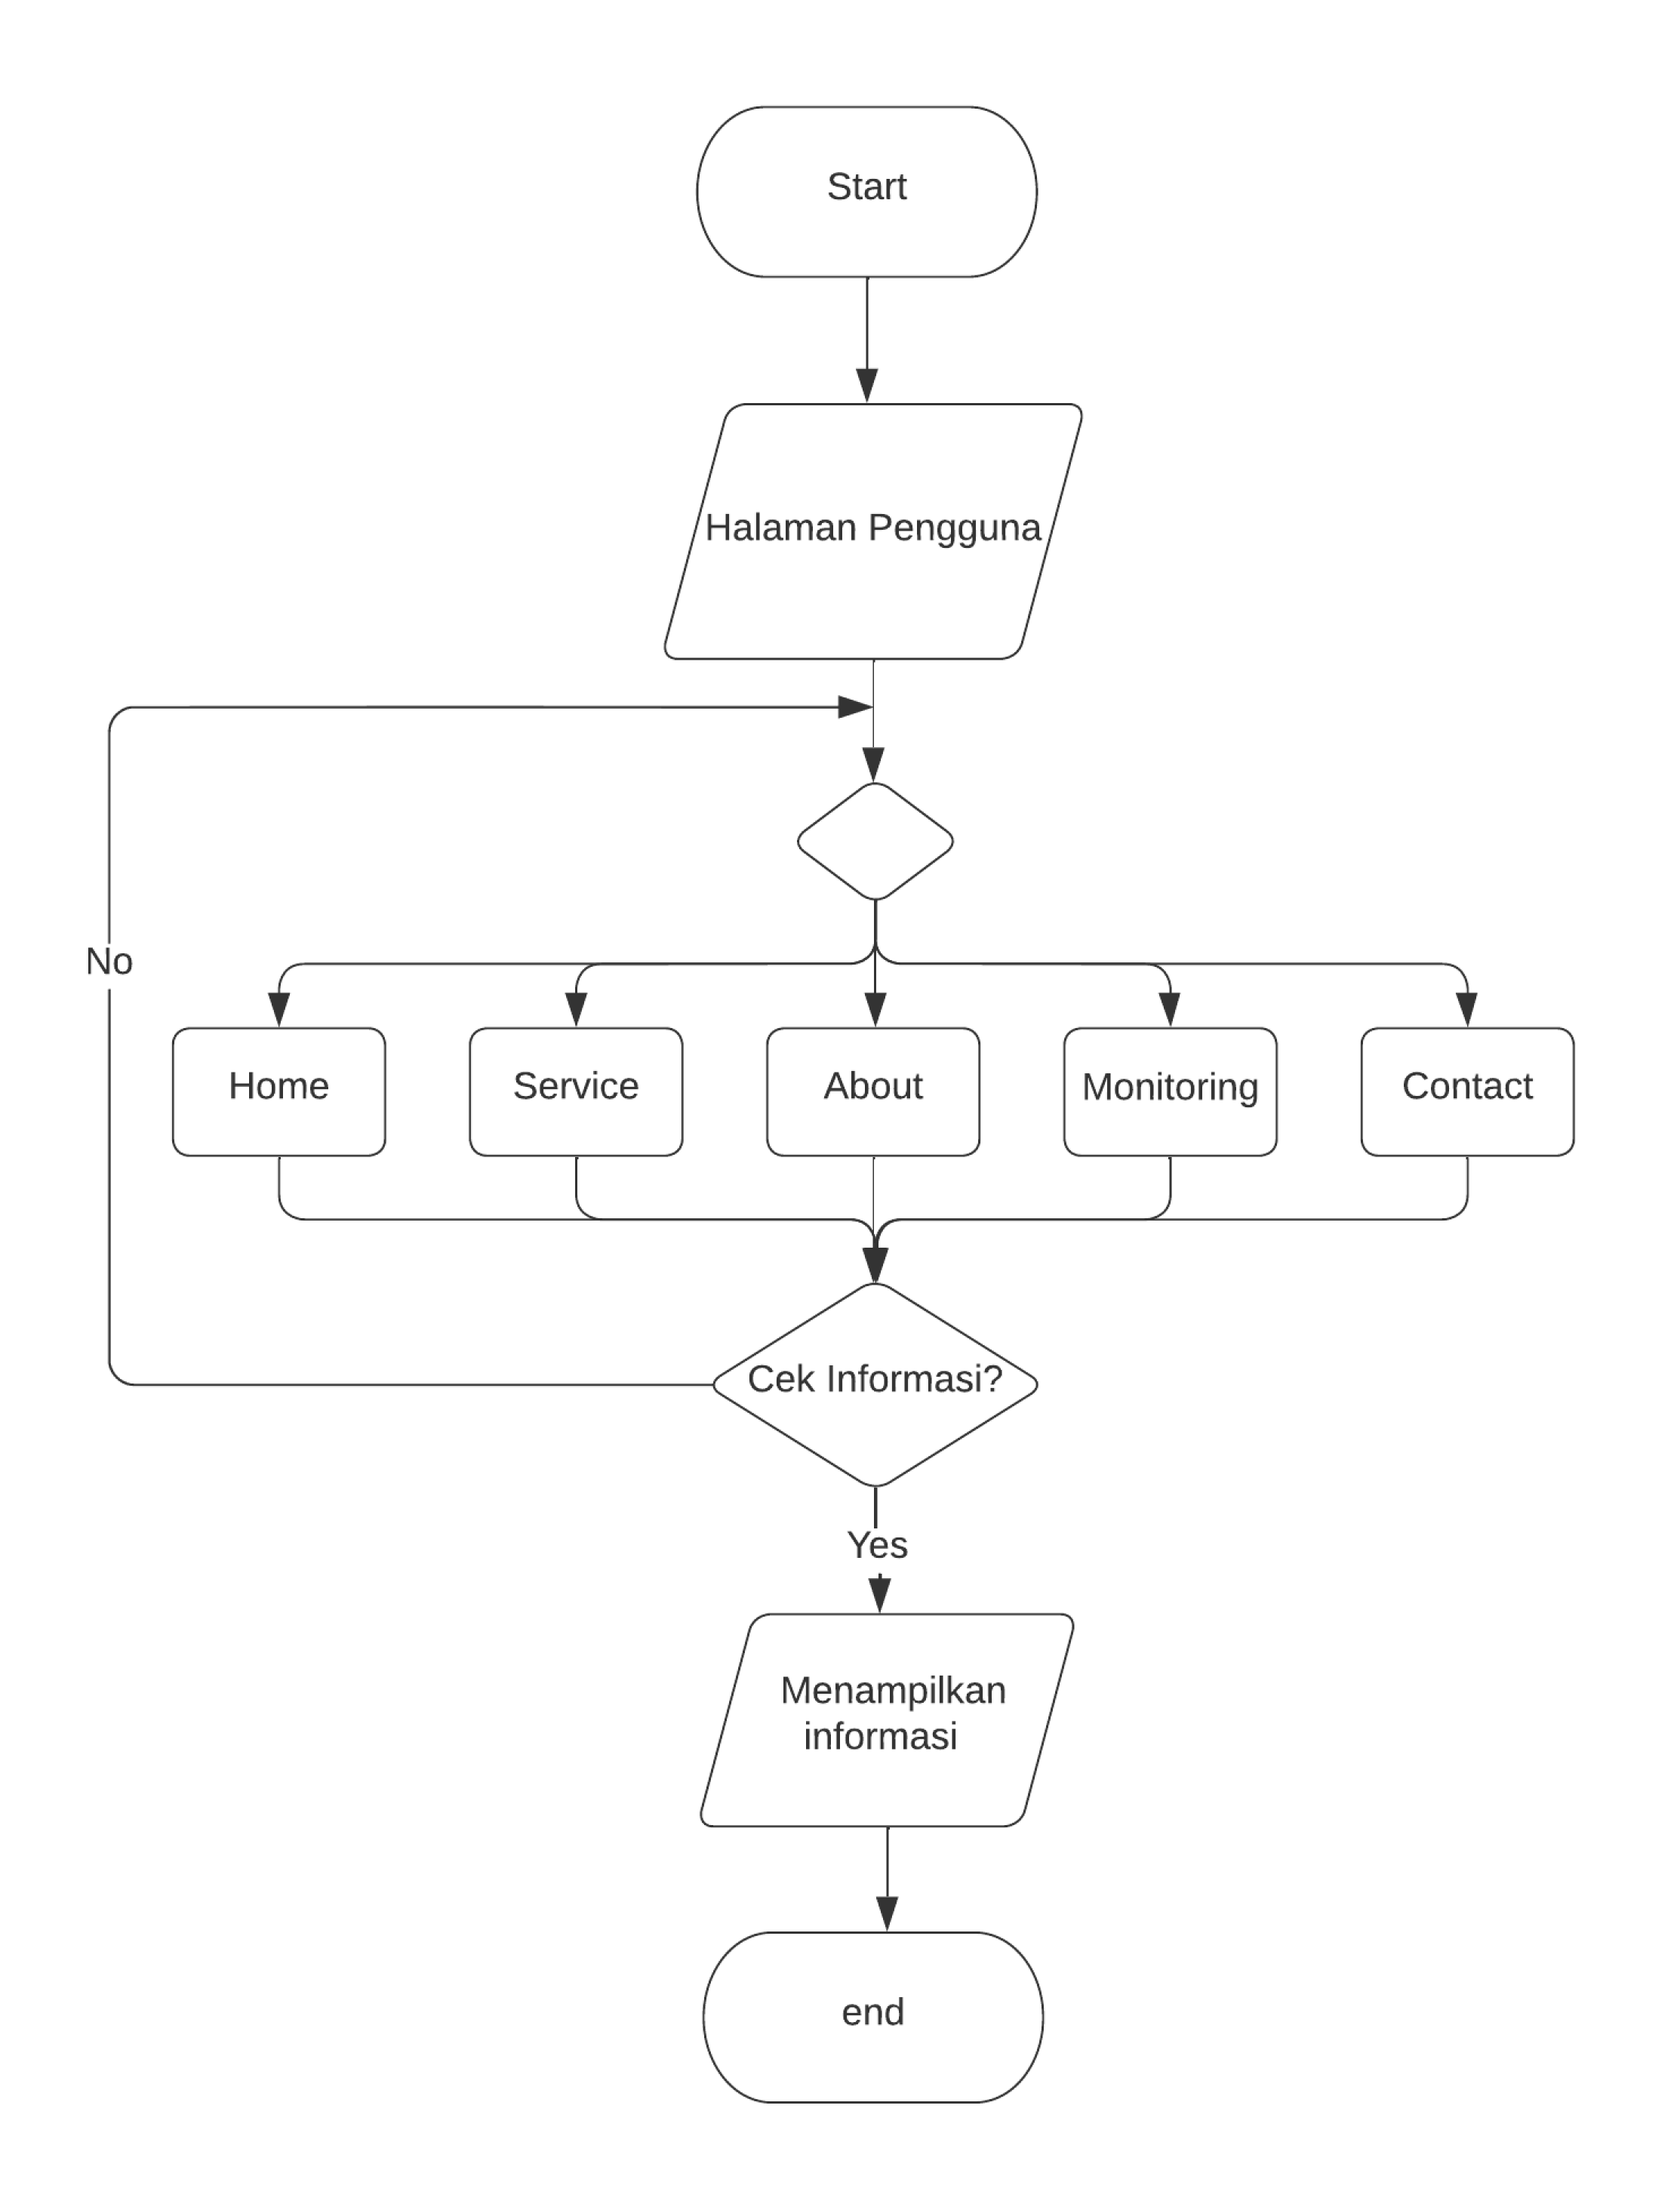 Start
Halaman Pengguna
No
Home
Service
About
Monitoring
Contact
Cek Informasi?
Yes
Menampilkan
informasi
end